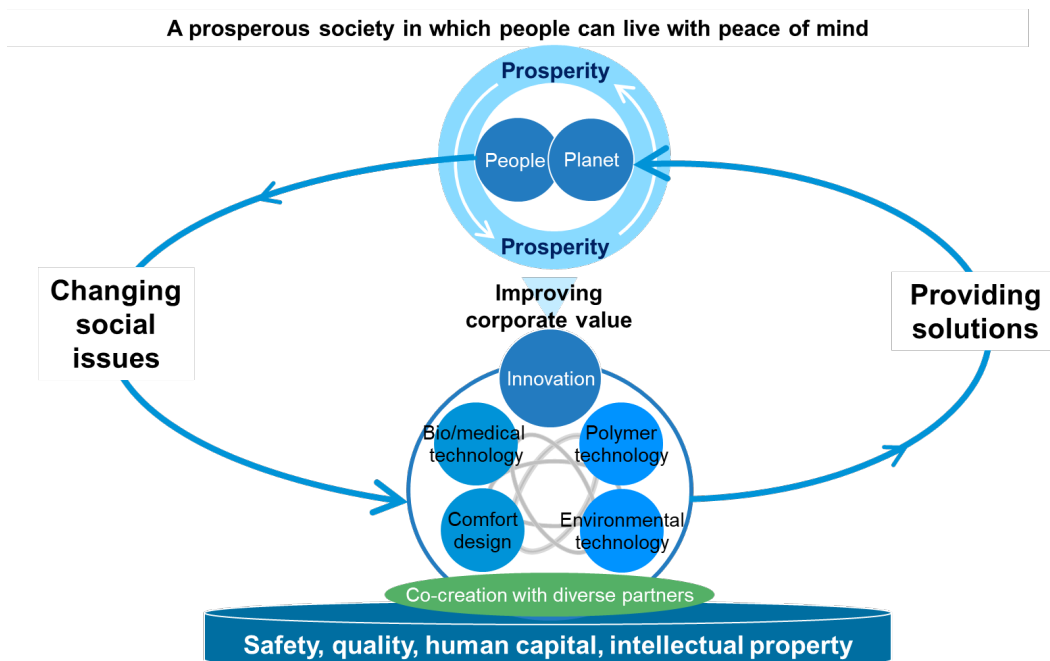 A prosperous society in which people can live with peace of mind
Prosperity
People
Planet
Prosperity
Changing
social
issues
Improving
corporate value
Providing
solutions
Innovation
Bio/medical
technology
Polymer
technology
Comfort
design
Environmental
technology
Co-creation with diverse partners
Safety, quality, human capital, intellectual property